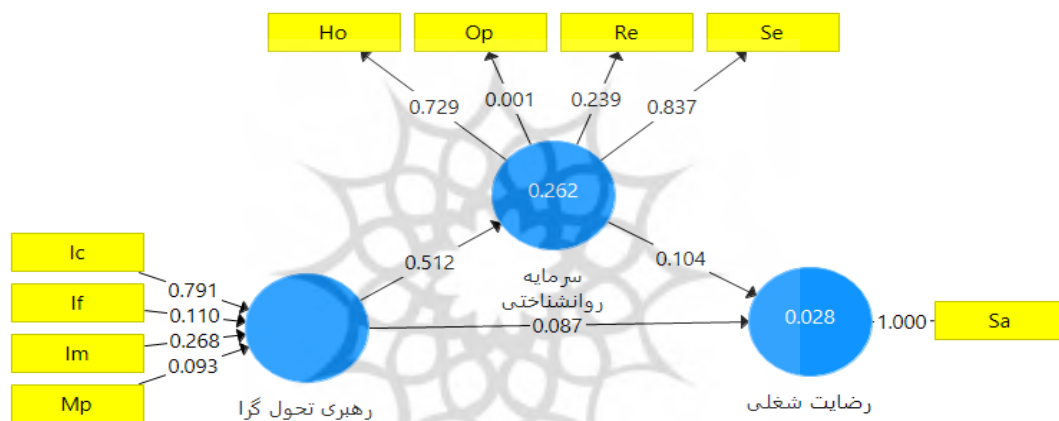 Ho
Op
Re
Se
0.729
0.001
0.239
0.837
0.262
Ic
If
Im
Mp
0.791
0.110
0.268
0.093
0.512
0.104
سرمایه
روانشناختی
0.087
0.028
1.000
Sa
رهبری تحول گرا
رضایت شغلی